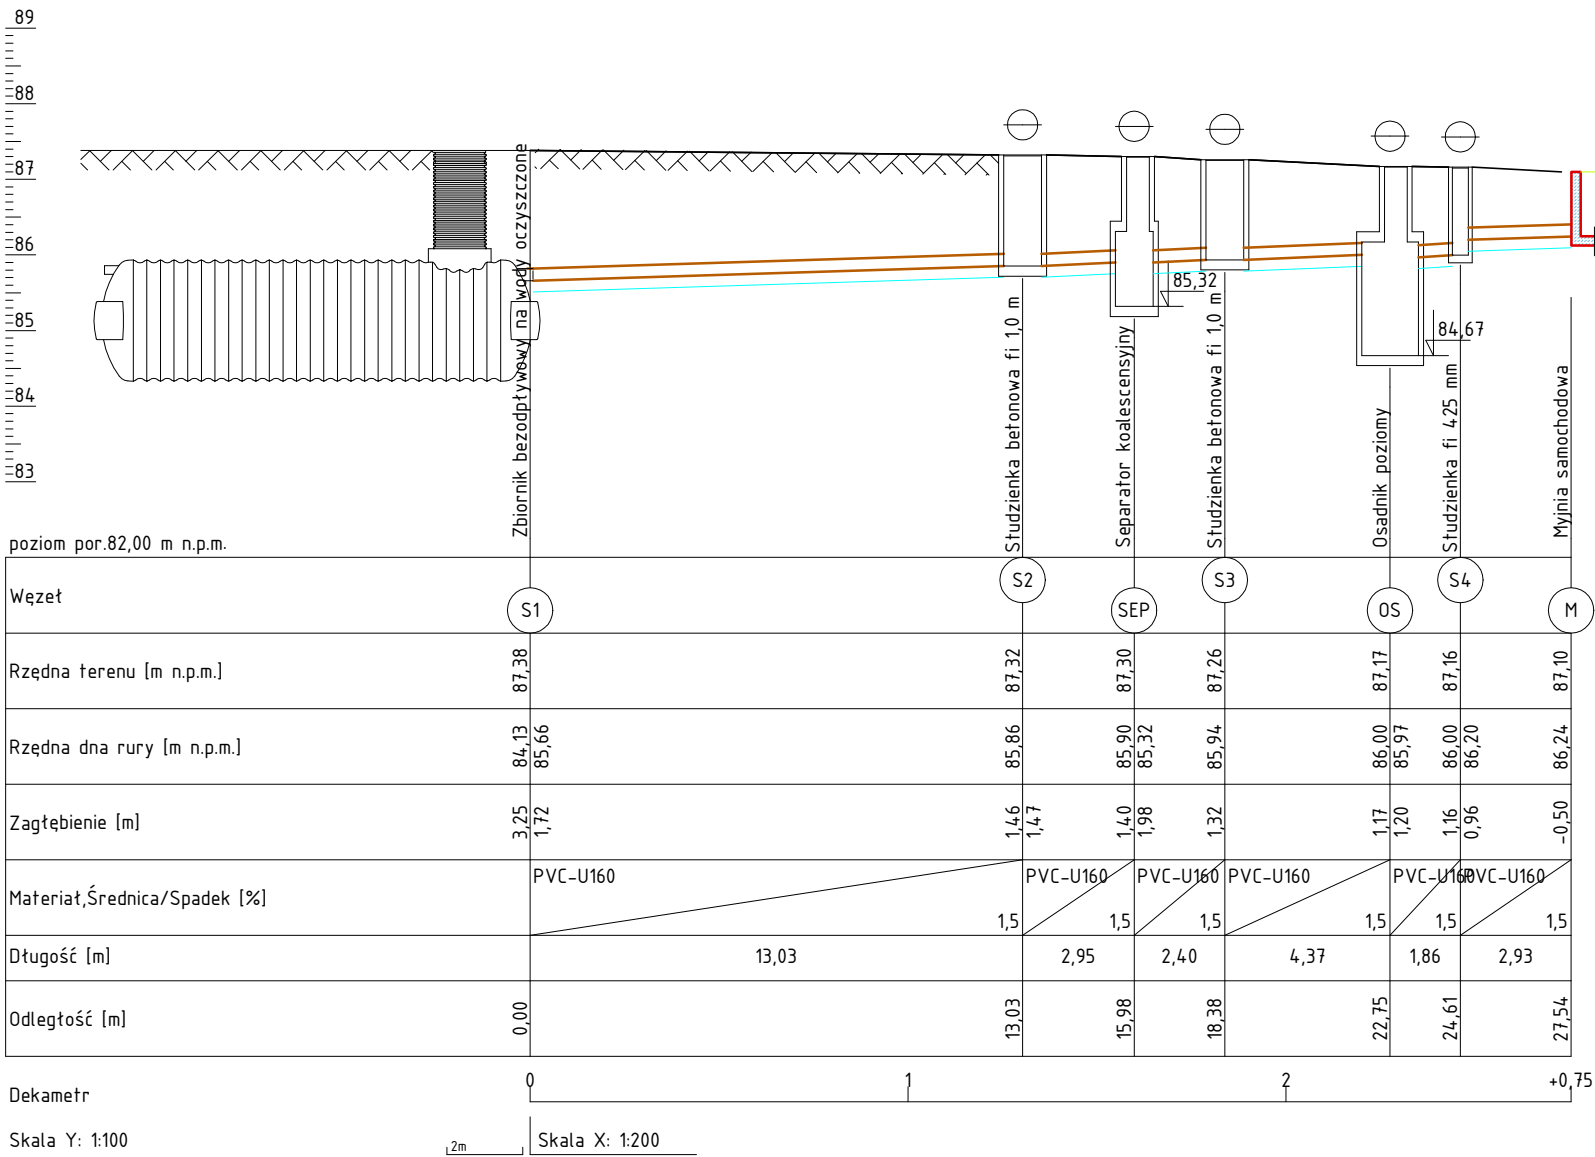 89
88
87
86
85
84
83
85,32
84,67
Zbiornik bezodpływowy na wody oczyszczone
Studzienka betonowa fi 1,0 m
Separator koalescensyjny
Studzienka betonowa fi 1,0 m
Osadnik poziomy
Studzienka fi 425 mm
Myjnia samochodowa
poziom por.82,00 m n.p.m.
Węzeł S1 S2 SEP S3 OS S4 M
Rzędna terenu [m n.p.m.] 87,38 87,32 87,30 87,26 87,17 87,16 87,10
Rzędna dna rury [m n.p.m.] 84,13 85,66 85,86 85,90 85,32 85,94 86,00 85,97 86,00 86,20 86,24
Zagłębienie [m] 3,25 1,72 1,46 1,47 1,40 1,98 1,32 1,17 1,20 1,16 0,96 -0,50
PVC-U160 PVC-U160 PVC-U160 PVC-U160 PVC-U160 PVC-U160
Materiał,Średnica/Spadek [%]
1,5 1,5 1,5 1,5 1,5 1,5
Długość [m] 13,03 2,95 2,40 4,37 1,86 2,93
Odległość [m] 0,00 13,03 15,98 18,38 22,75 24,61 27,54
Dekametr 0 1 2 +0,75
Skala Y: 1:100 2m Skala X: 1:200